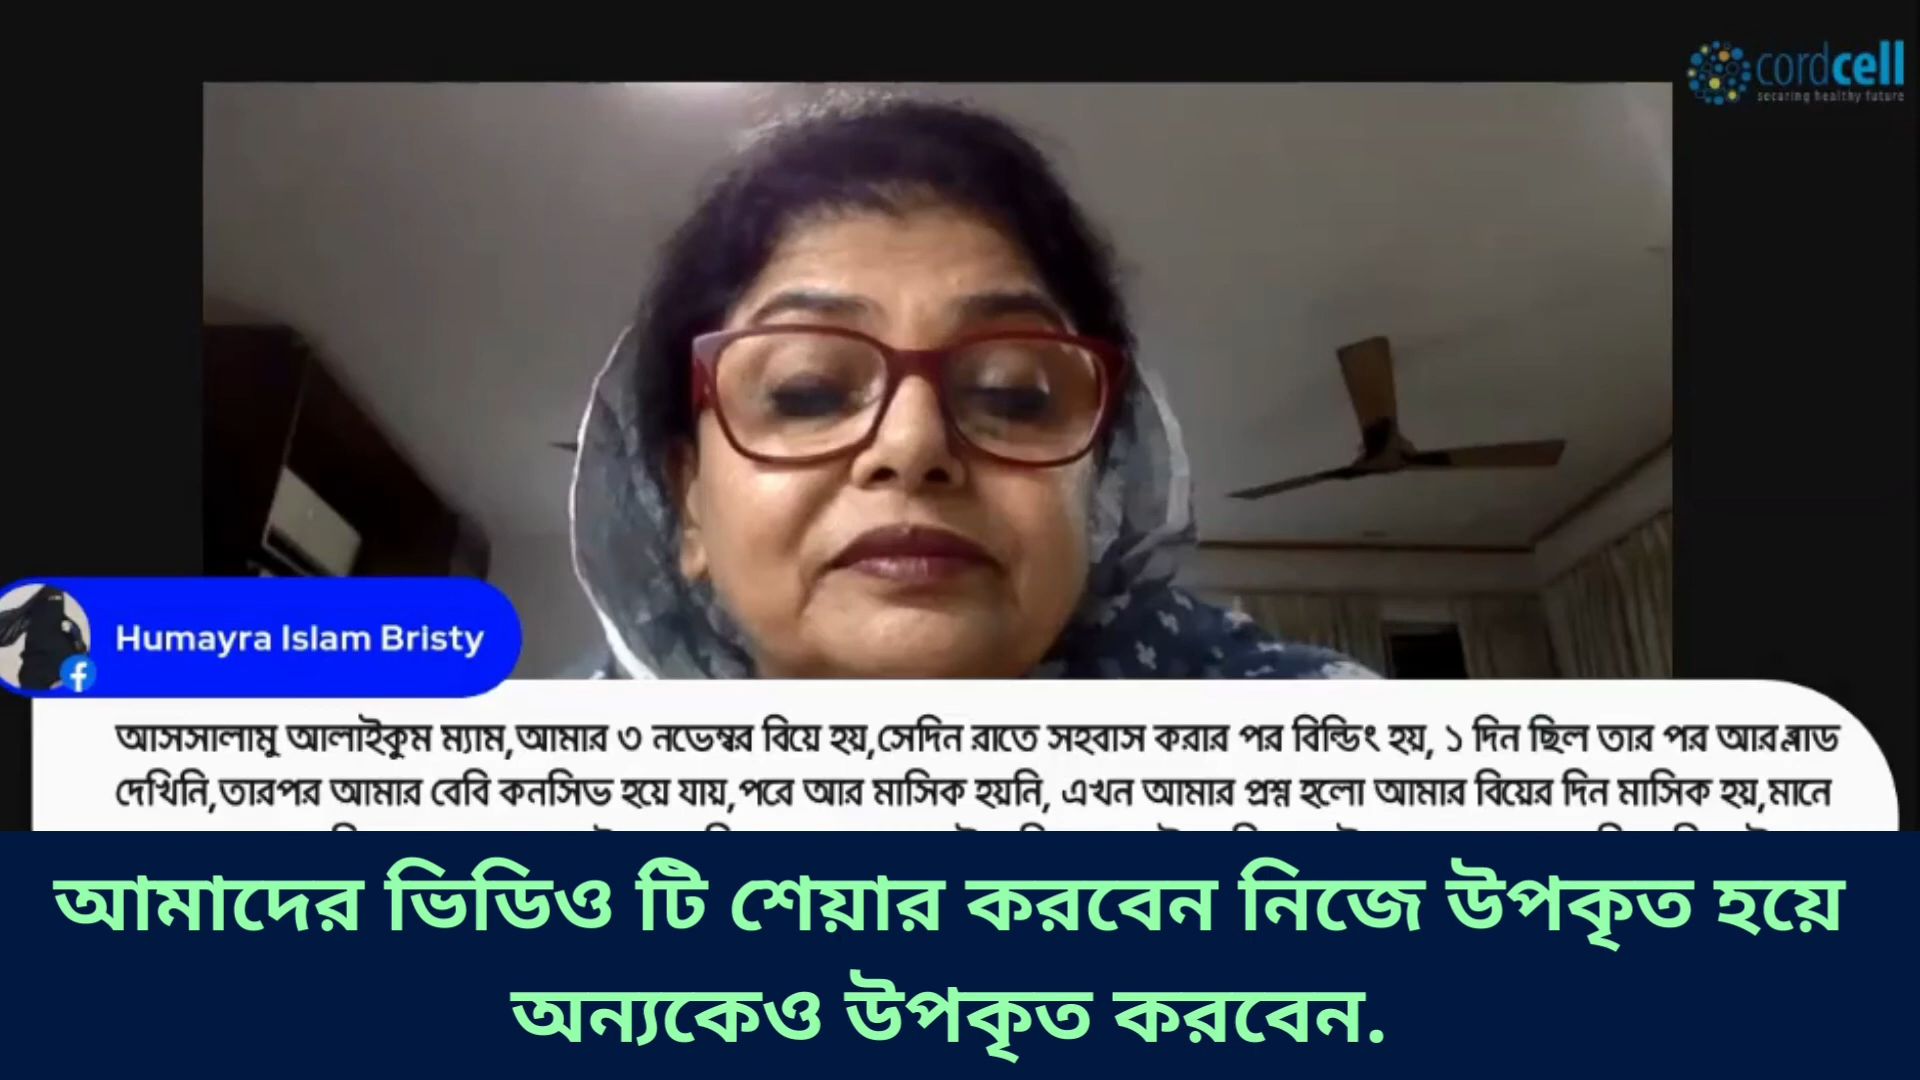 cordcell
securing healthy future
Humayra Islam Bristy
আসসালামু আলাইকুম ম্যাম,আমার ৩ নভেম্বর বিয়ে হয়,সেদিন রাতে সহবাস করার পর বিল্ডিং হয়, ১ দিন ছিল তার পর আর ব্লাড
দেখিনি,তারপর আমার বেবি কনসিভ হয়ে যায়,পরে আর মাসিক হয়নি, এখন আমার প্রশ্ন হলো আমার বিয়ের দিন মাসিক হয়,মানে
আমাদের ভিডিও টি শেয়ার করবেন নিজে উপকৃত হয়ে
অন্যকেও উপকৃত করবেন.